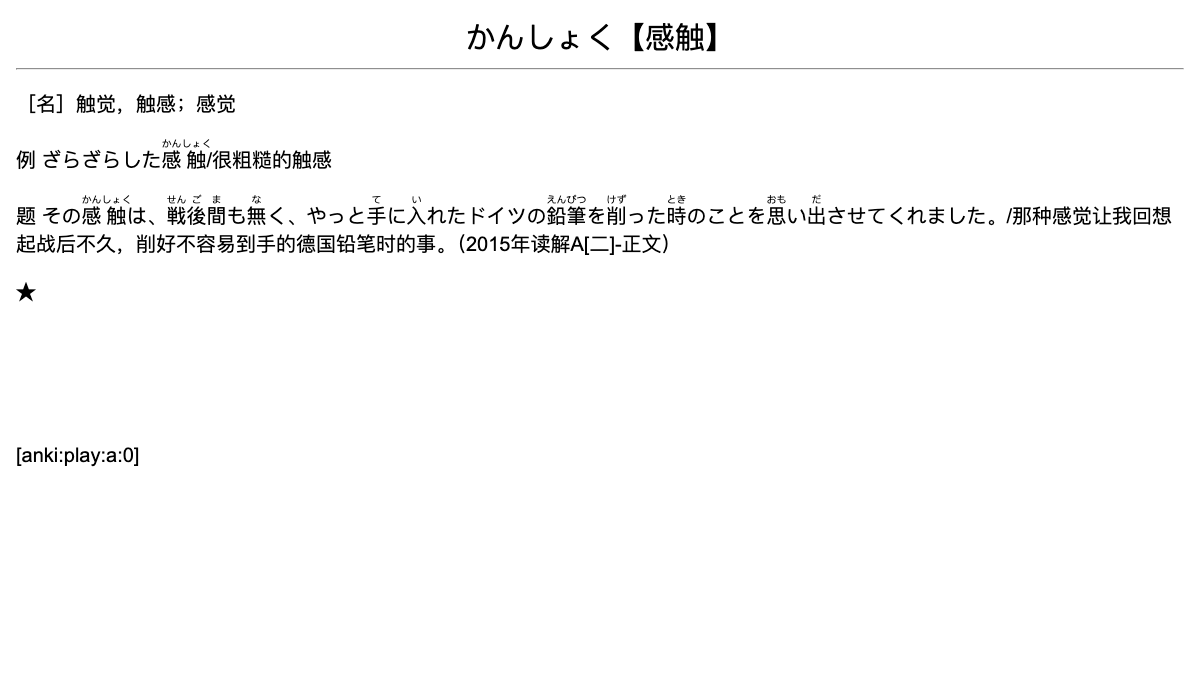 かんしょく【感触】
［名］触觉，触感；感觉
かんしょく
例 ざらざらした感触/很粗糙的触感
かんしょく せんごま な て い えんぴつ けず とき おも だ
题 その感触は、戦後間も無く、やっと手に入れたドイツの鉛筆を削った時のことを思い出させてくれました。/那种感觉让我回想
起战后不久，削好不容易到手的德国铅笔时的事。（2015年读解A[二]-正文）
★
[anki:play:a:0]